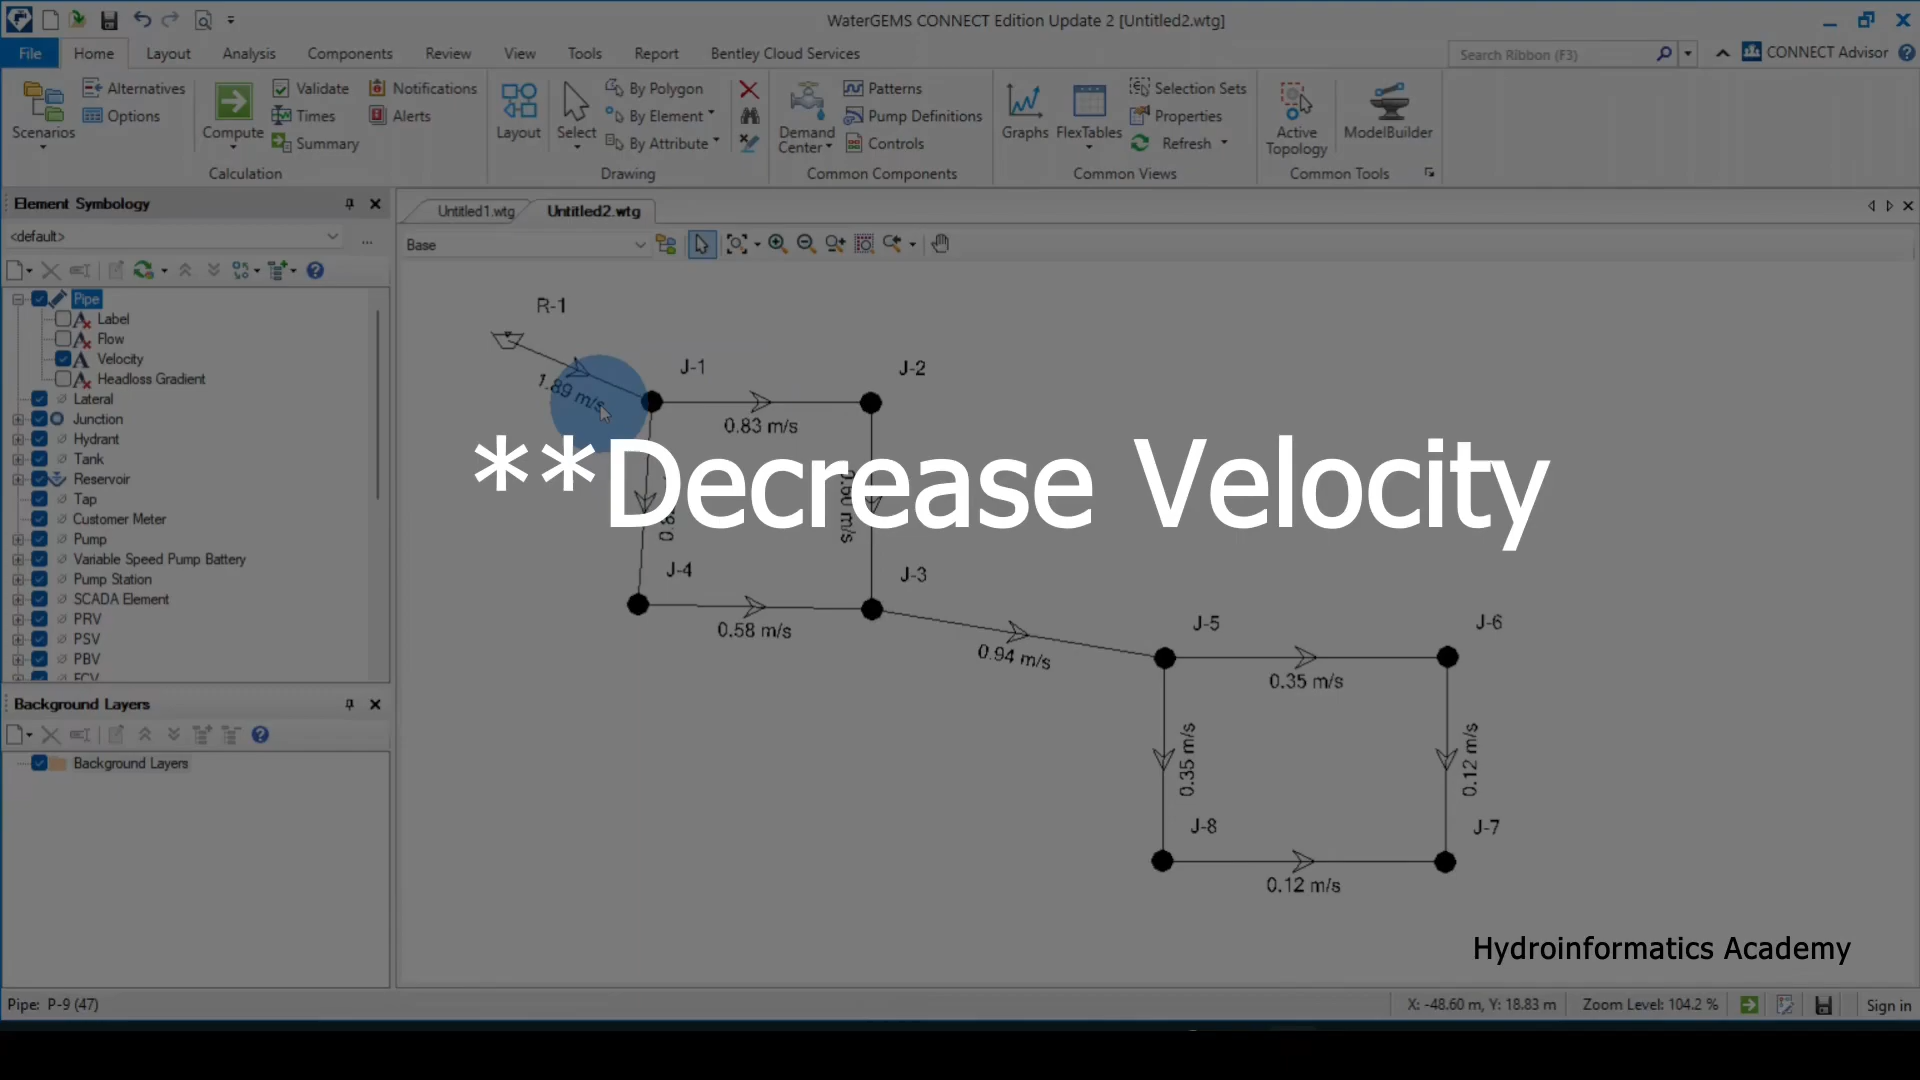 WaterGEMS CONNECT Edition Update 2 [Untitled2.wtg]
File Home Layout Analysis Components Review View Tools Report Bentley Cloud Services
Search Ribbon (F3)
CONNECT Advisor
Scenarios
Alternatives
Options
Compute
Validate
Times
Summary
Notifications
Alerts
Calculation
Layout
Select
By Polygon
By Element
By Attribute
Drawing
Demand
Center
Patterns
Pump Definitions
Controls
Common Components
Graphs
FlexTables
Selection Sets
Properties
Refresh
Common Views
Active
Topology
ModelBuilder
Common Tools
Element Symbology
<default>
...
Pipe
Label
Flow
Velocity
Headloss Gradient
Lateral
Junction
Hydrant
Tank
Reservoir
Tap
Customer Meter
Pump
Variable Speed Pump Battery
Pump Station
SCADA Element
PRV
PSV
PBV
FCV
Background Layers
Background Layers
Untitled1.wtg
Untitled2.wtg
Base
R-1
1.89 m/s
J-1
J-2
0.83 m/s
**Decrease Velocity
J-4
J-3
0.58 m/s
0.94 m/s
J-5
J-6
0.35 m/s
0.35 m/s
0.12 m/s
J-8
J-7
0.12 m/s
Hydroinformatics Academy
Pipe: P-9 (47)
X: -48.60 m, Y: 18.83 m
Zoom Level: 104.2 %
Sign in